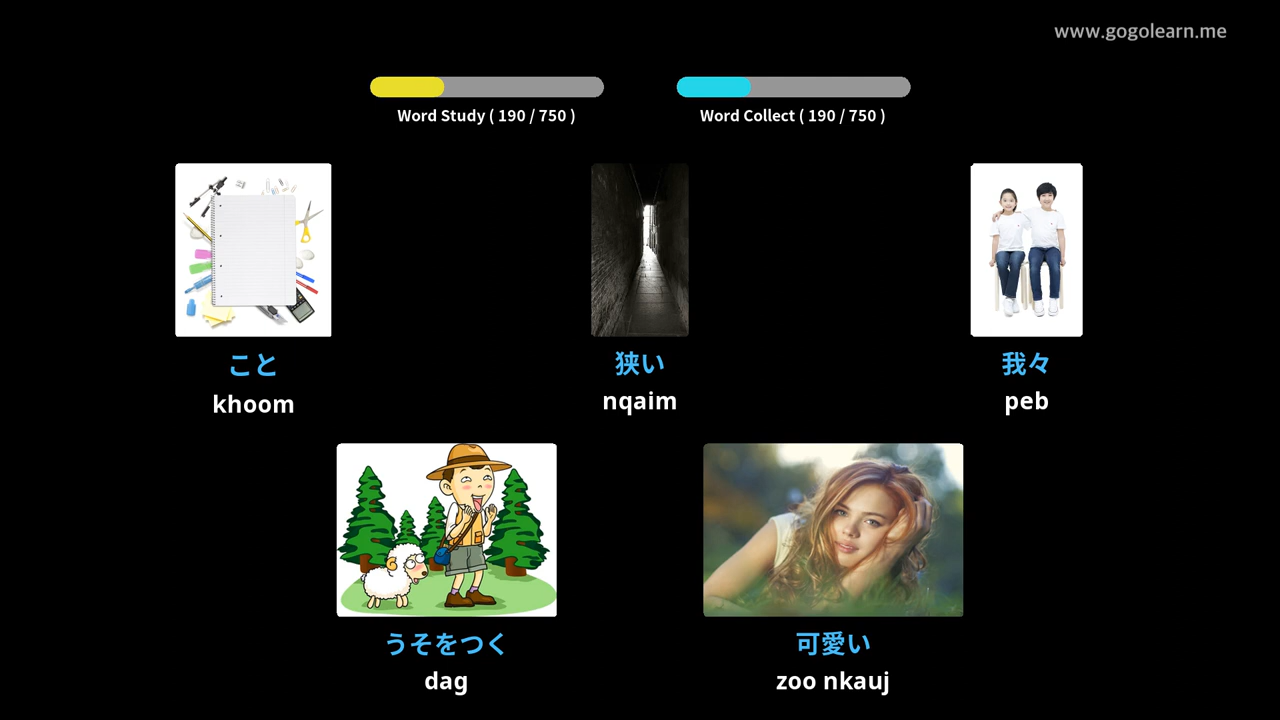 www.gogolearn.me
Word Study ( 190 / 750 )
Word Collect ( 190 / 750 )
こと
khoom
狭い
nqaim
我々
peb
うそをつく
dag
可愛い
zoo nkauj